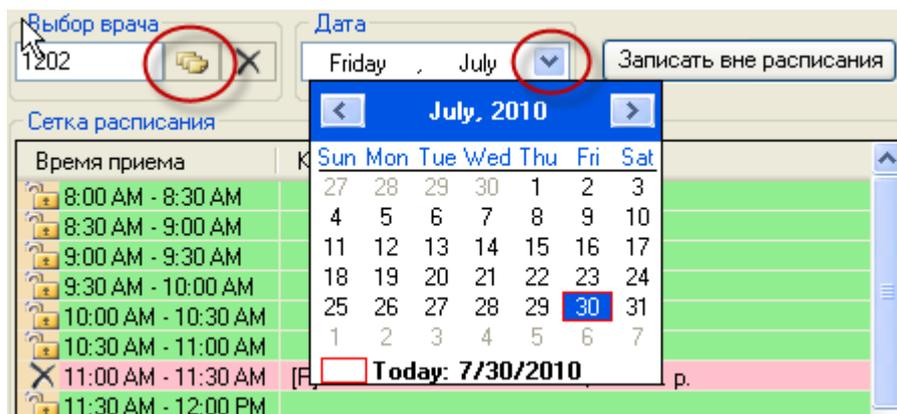 Выбор врача
Дата
1202
Friday , July
Записать вне расписания
July, 2010
Сетка расписания
Время приема
Sun Mon Tue Wed Thu Fri Sat
27 28 29 30 1 2 3
8:00 AM - 8:30 AM
4 5 6 7 8 9 10
8:30 AM - 9:00 AM
11 12 13 14 15 16 17
9:00 AM - 9:30 AM
18 19 20 21 22 23 24
9:30 AM - 10:00 AM
25 26 27 28 29 30 31
10:00 AM - 10:30 AM
1 2 3 4 5 6 7
10:30 AM - 11:00 AM
Today: 7/30/2010
11:00 AM - 11:30 AM
р.
11:30 AM - 12:00 PM